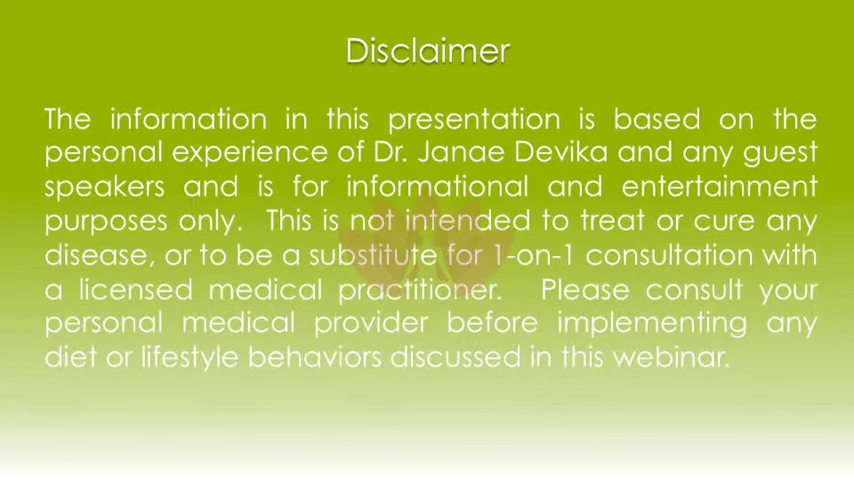 Disclaimer
The information in this presentation is based on the
personal experience of Dr. Janae Devika and any guest
speakers and is for informational and entertainment
purposes only.  This is not intended to treat or cure any
disease, or to be a substitute for 1-on-1 consultation with
a licensed medical practitioner.  Please consult your
personal medical provider before implementing any
diet or lifestyle behaviors discussed in this webinar.